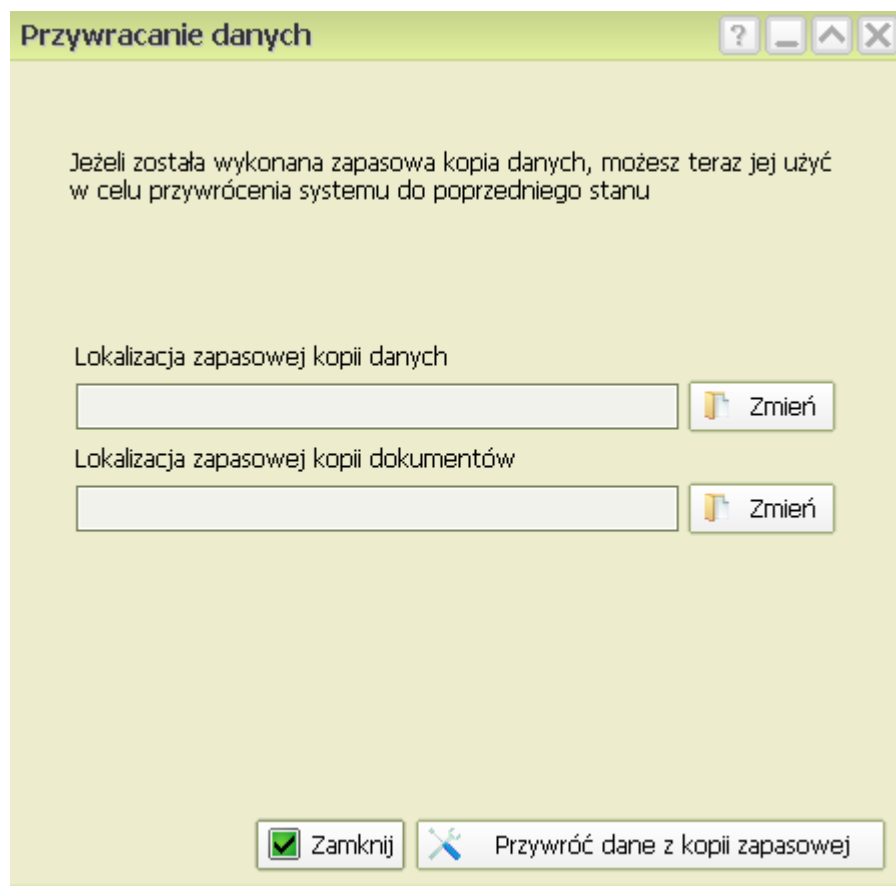 Przywracanie danych
?
Jeżeli została wykonana zapasowa kopia danych, możesz teraz jej użyć
w celu przywrócenia systemu do poprzedniego stanu
Lokalizacja zapasowej kopii danych
Zmień
Lokalizacja zapasowej kopii dokumentów
Zmień
Zamknij
Przywróć dane z kopii zapasowej